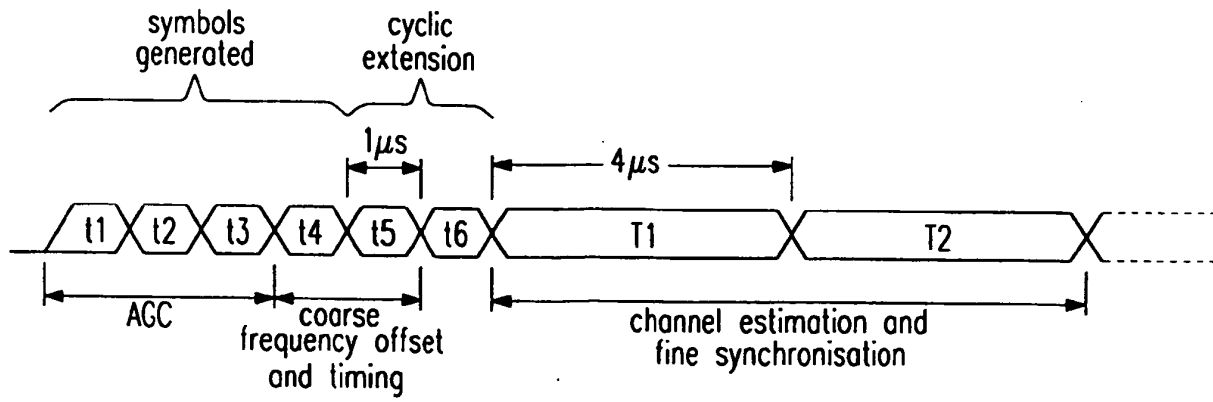 symbols generated
cyclic extension
1μs
4μs
t1 t2 t3 t4 t5 t6 T1 T2
AGC
coarse frequency offset and timing
channel estimation and fine synchronisation